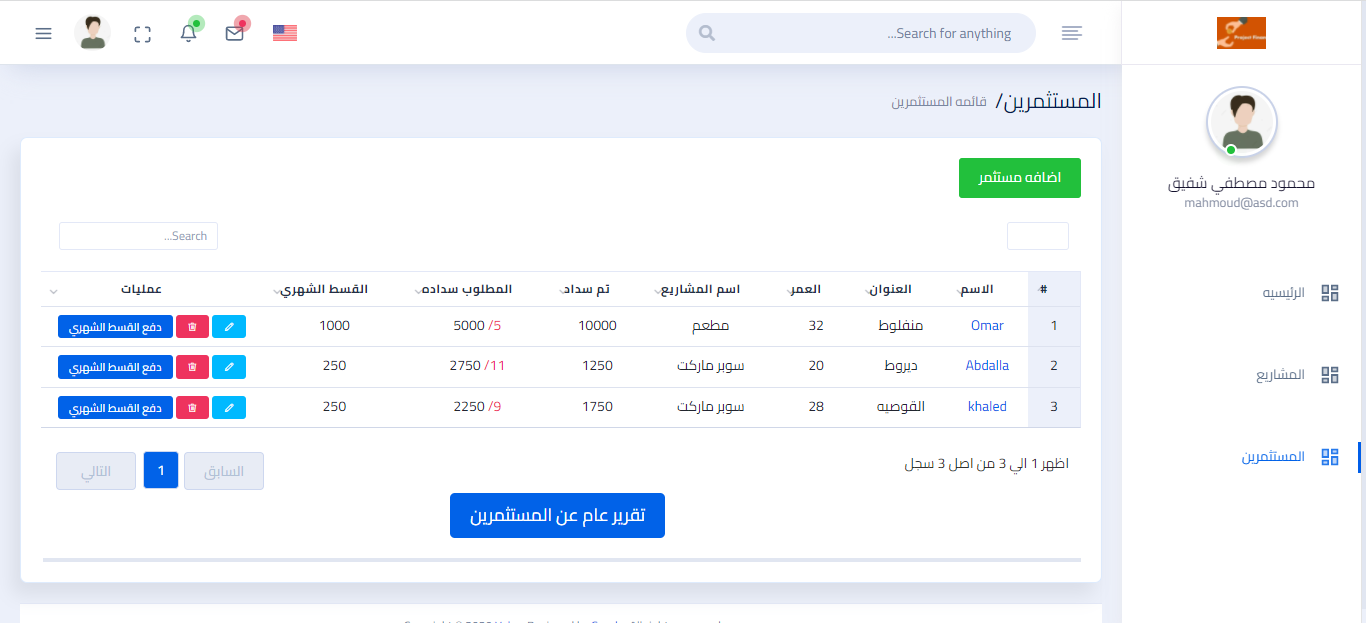 Search for anything...
Project Finan
المستثمرين/ قائمه المستثمرين
محمود مصطفي شفيق
mahmoud@asd.com
الرئيسيه
المشاريع
المستثمرين
اضافه مستثمر
Search...
# الاسم العنوان العمر اسم المشاريع تم سداد المطلوب سداده القسط الشهري عمليات
1 Omar منفلوط 32 مطعم 10000 5000 /5 1000 دفع القسط الشهري
2 Abdalla ديروط 20 سوبر ماركت 1250 2750 /11 250 دفع القسط الشهري
3 khaled القوصيه 28 سوبر ماركت 1750 2250 /9 250 دفع القسط الشهري
اظهر 1 الي 3 من اصل 3 سجل
السابق 1 التالي
تقرير عام عن المستثمرين